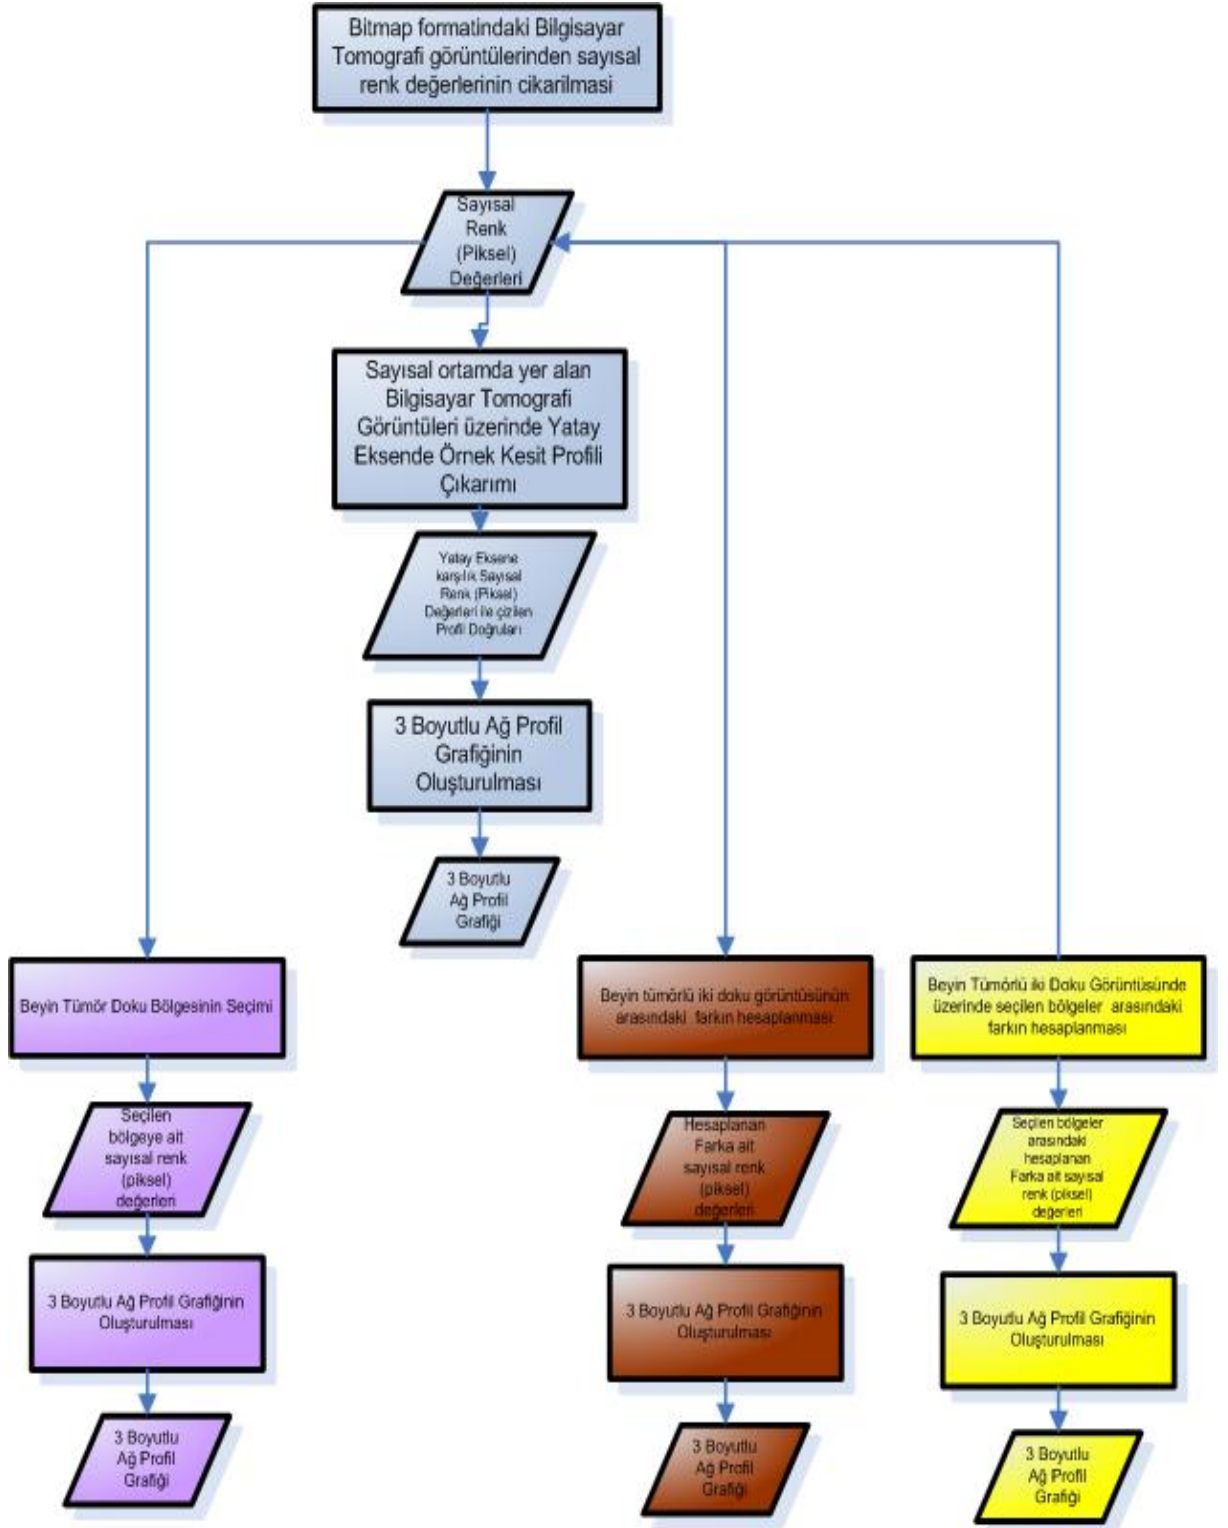 Bitmap formatindaki Bilgisayar
Tomografi görüntülerinden sayısal
renk değerlerinin cikarilmasi
Sayısal
Renk
(Piksel)
Değerleri
Sayısal ortamda yer alan
Bilgisayar Tomografi
Görüntüleri üzerinde Yatay
Eksende Örnek Kesit Profili
Çıkarımı
Yatay Eksene
karşılık Sayısal
Renk (Piksel)
Değerleri ile çizilen
Profil Doğruları
3 Boyutlu Ağ Profil
Grafiğinin
Oluşturulması
3 Boyutlu
Ağ Profil
Grafiği
Beyin Tümör Doku Bölgesinin Seçimi
Seçilen
bölgeye ait
sayısal renk
(piksel)
değerleri
3 Boyutlu Ağ Profil Grafiğinin
Oluşturulması
3 Boyutlu
Ağ Profil
Grafiği
Beyin tümörlü iki doku görüntüsünün
arasındaki farkın hesaplanması
Hesaplanan
Farka ait
sayısal renk
(piksel)
değerleri
3 Boyutlu Ağ Profil Grafiğinin
Oluşturulması
3 Boyutlu
Ağ Profil
Grafiği
Beyin Tümörlü iki Doku Görüntüsünde
üzerinde seçilen bölgeler arasındaki
farkın hesaplanması
Seçilen bölgeler
arasındaki
hesaplanan
Farka ait sayısal
renk (piksel)
değerleri
3 Boyutlu Ağ Profil Grafiğinin
Oluşturulması
3 Boyutlu
Ağ Profil
Grafiği